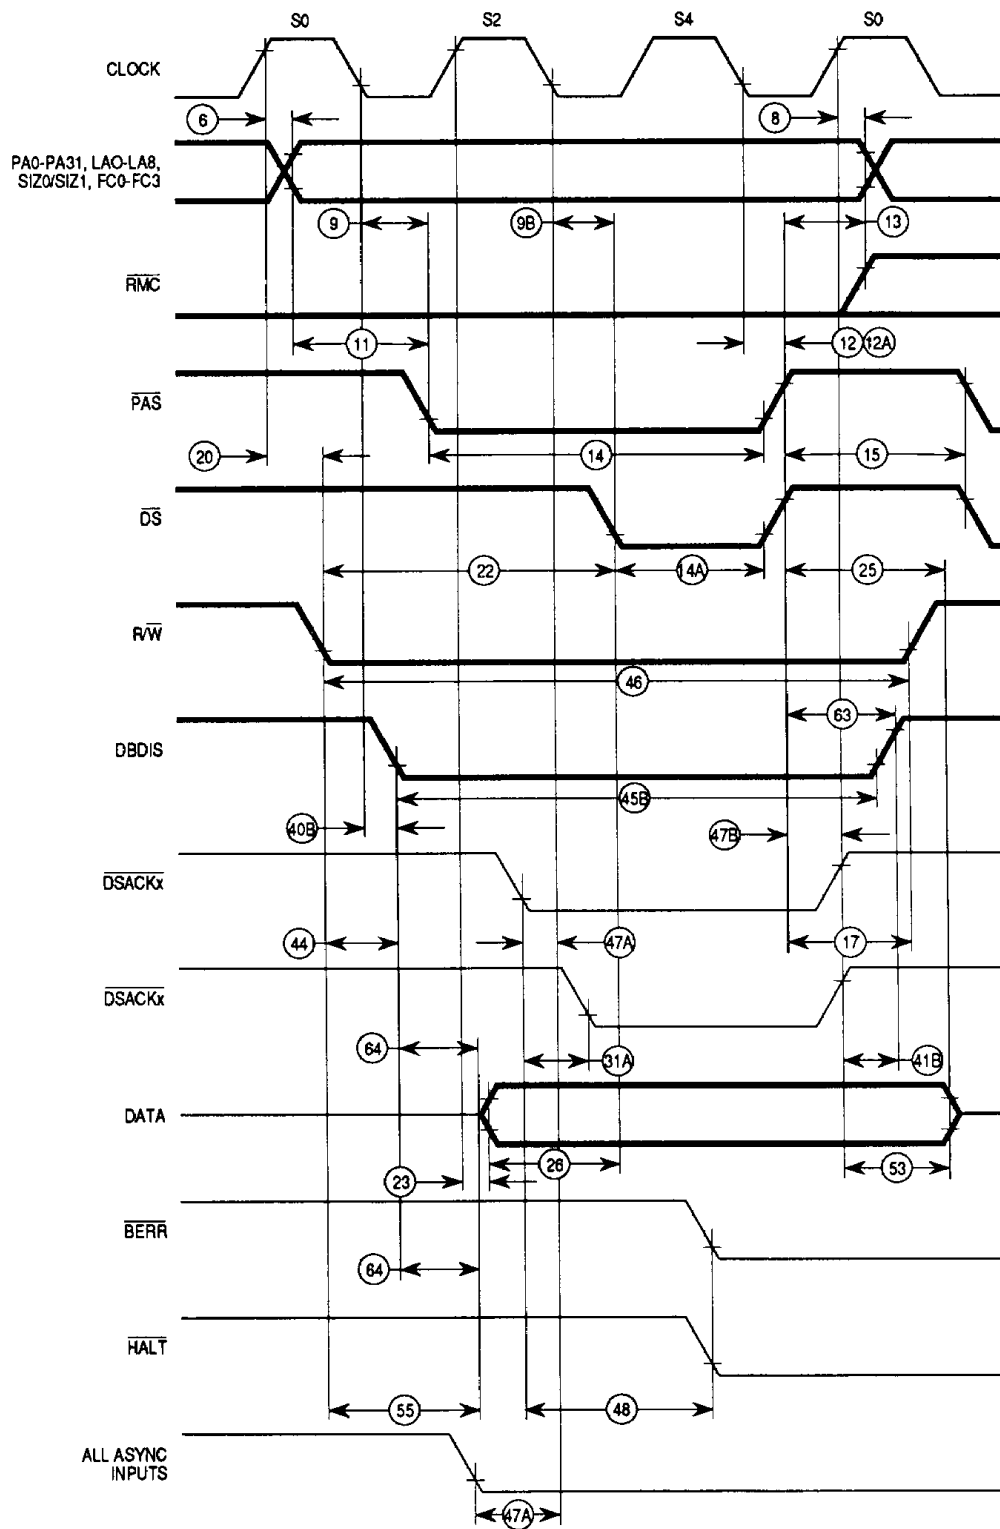 S0 S2 S4 S0
CLOCK
6 8
PA0-PA31, LAO-LA8,
SIZ0/SIZ1, FC0-FC3
9 9B 13
RMC
11 12 12A
PAS
20 14 15
DS
22 14A 25
R/W
46
63
DBDIS
45B
40B 47B
DSACKx
44 47A 17
DSACKx
64 31A 41B
DATA
23 26 53
BERR
64
HALT
55 48
ALL ASYNC
INPUTS
47A